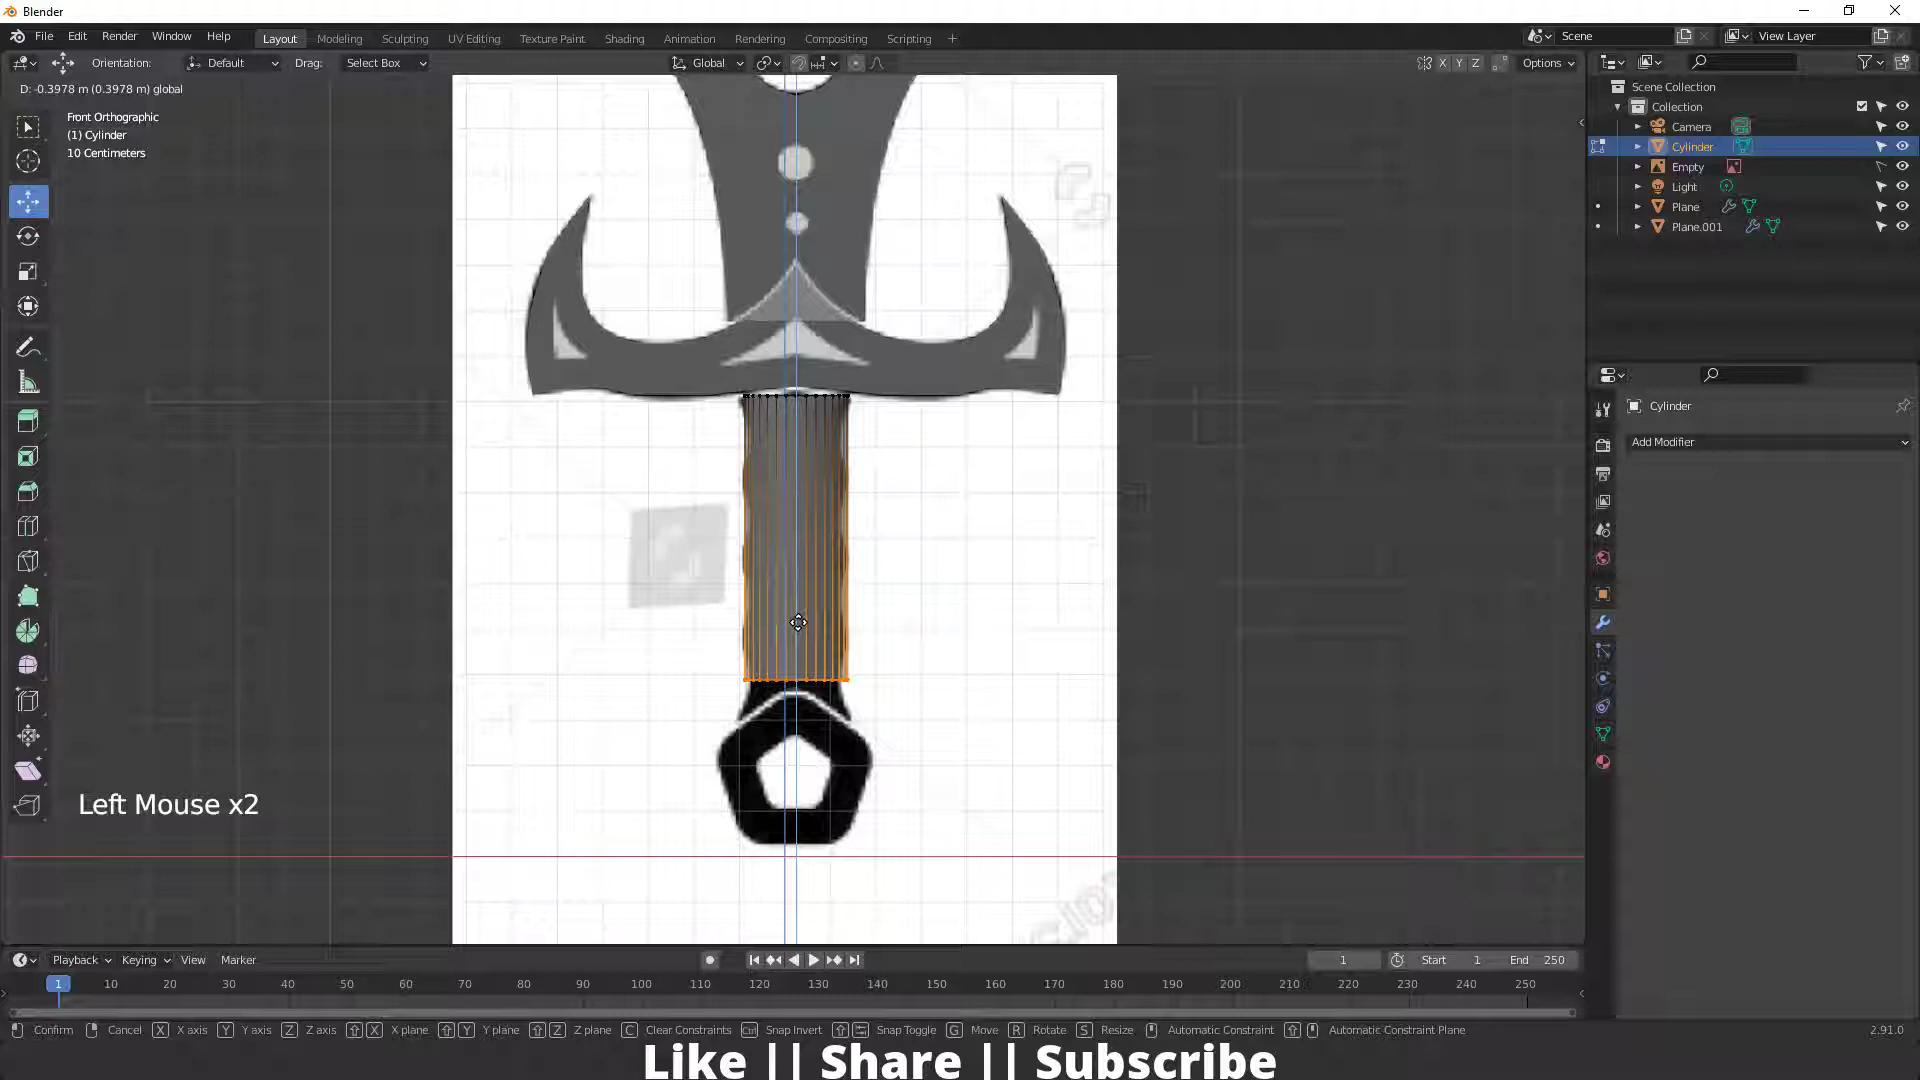 Blender
File Edit Render Window Help
Layout Modeling Sculpting UV Editing Texture Paint Shading Animation Rendering Compositing Scripting
Scene View Layer
Orientation: Default Drag: Select Box Global X Y Z Options
D: -0.3978 m (0.3978 m) global
Front Orthographic
(1) Cylinder
10 Centimeters
Scene Collection
Collection
Camera
Cylinder
Empty
Light
Plane
Plane.001
Cylinder
Add Modifier
Left Mouse x2
Playback Keying View Marker 1 Start 1 End 250
1 10 20 30 40 50 60 70 80 90 100 110 120 130 140 150 160 170 180 190 200 210 220 230 240 250
Confirm Cancel X X axis Y Y axis Z Z axis X X plane Y Y plane Z Z plane C Clear Constraints Ctrl Snap Invert Snap Toggle G Move R Rotate S Resize Automatic Constraint Automatic Constraint Plane 2.91.0
Like || Share || Subscribe